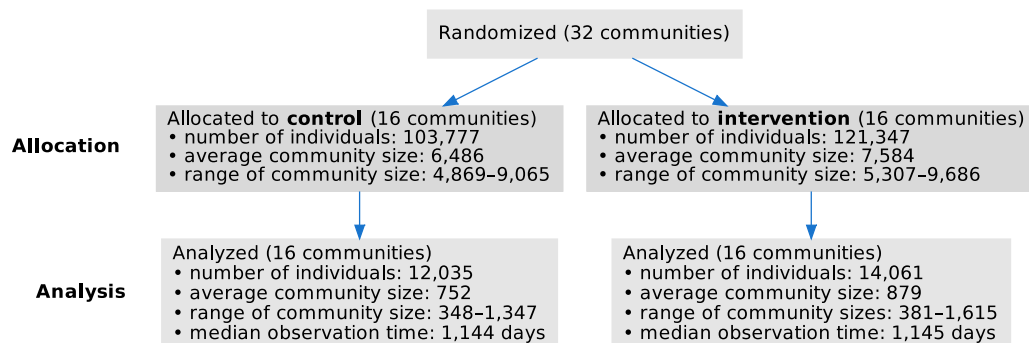 Randomized (32 communities)
Allocation
Allocated to control (16 communities)
• number of individuals: 103,777
• average community size: 6,486
• range of community size: 4,869–9,065
Allocated to intervention (16 communities)
• number of individuals: 121,347
• average community size: 7,584
• range of community size: 5,307–9,686
Analysis
Analyzed (16 communities)
• number of individuals: 12,035
• average community size: 752
• range of community size: 348–1,347
• median observation time: 1,144 days
Analyzed (16 communities)
• number of individuals: 14,061
• average community size: 879
• range of community sizes: 381–1,615
• median observation time: 1,145 days